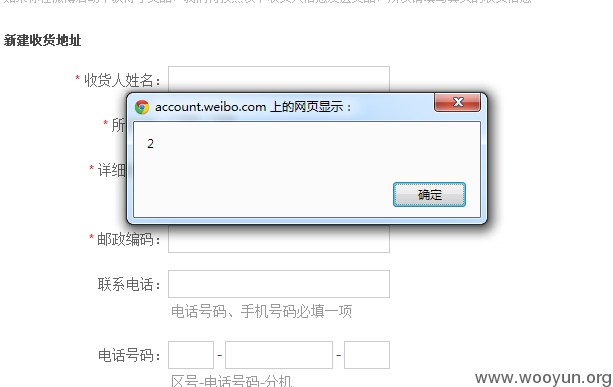 新建收货地址
* 收货人姓名：
account.weibo.com 上的网页显示：
* 所
2
* 详细
确定
* 邮政编码：
联系电话：
电话号码、手机号码必填一项
电话号码： - -
区号-电话号码-分机
www.wooyun.org